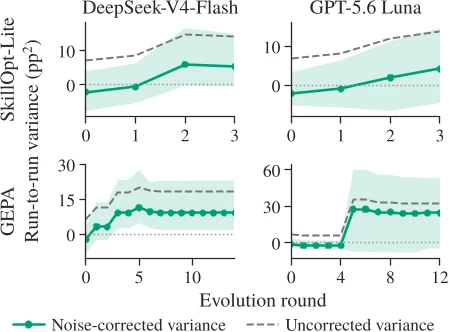 DeepSeek-V4-Flash
GPT-5.6 Luna
SkillOpt-Lite
GEPA
Run-to-run variance (pp²)
10
0
0 1 2 3
10
0
0 1 2 3
30
15
0
0 5 10
60
30
0
0 4 8 12
Evolution round
Noise-corrected variance
Uncorrected variance